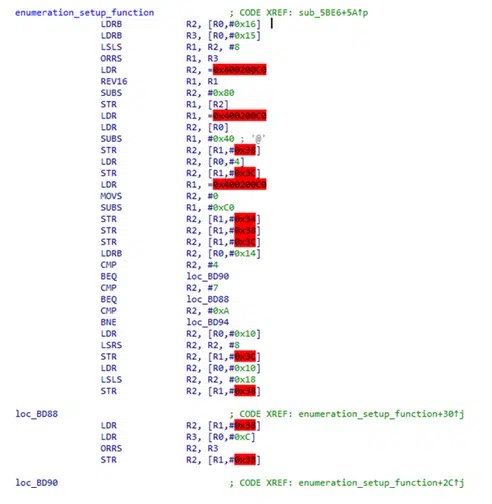 enumeration_setup_function ; CODE XREF: sub_5BE6+5A↑p
LDRB R2, [R0,#0x16]
LDRB R3, [R0,#0x15]
LSLS R1, R2, #8
ORRS R1, R3
LDR R2, =0x400200C0
REV16 R1, R1
SUBS R2, #0x80
STR R1, [R2]
LDR R1, =0x400200C0
LDR R2, [R0]
SUBS R1, #0x40 ; '@'
STR R2, [R1,#0x38]
LDR R2, [R0,#4]
STR R2, [R1,#0x3C]
LDR R1, =0x400200C0
MOVS R2, #0
SUBS R1, #0xC0
STR R2, [R1,#0x34]
STR R2, [R1,#0x38]
STR R2, [R1,#0x3C]
LDRB R2, [R0,#0x14]
CMP R2, #4
BEQ loc_BD90
CMP R2, #7
BEQ loc_BD88
CMP R2, #0xA
BNE loc_BD94
LDR R2, [R0,#0x10]
LSRS R2, R2, #8
STR R2, [R1,#0x3C]
LDR R2, [R0,#0x10]
LSLS R2, R2, #0x18
STR R2, [R1,#0x38]
loc_BD88 ; CODE XREF: enumeration_setup_function+30↑j
LDR R2, [R1,#0x38]
LDR R3, [R0,#0xC]
ORRS R2, R3
STR R2, [R1,#0x38]
loc_BD90 ; CODE XREF: enumeration_setup_function+2C↑j